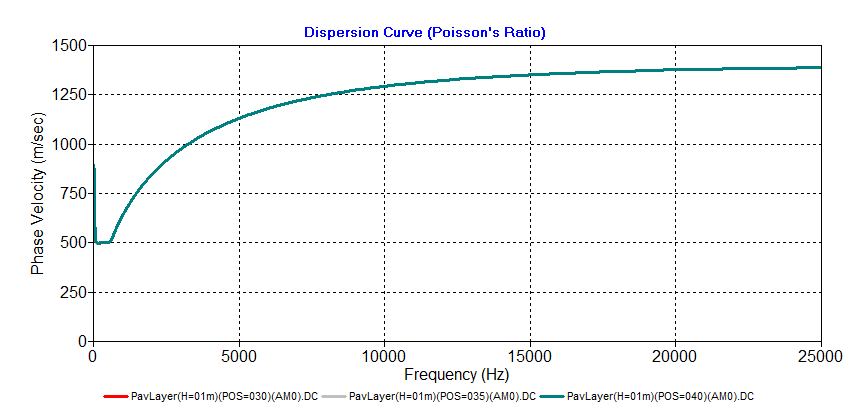 Dispersion Curve (Poisson's Ratio)
1500
1250
1000
750
500
250
0
Phase Velocity (m/sec)
0 5000 10000 15000 20000 25000
Frequency (Hz)
PavLayer(H=01m)(POS=030)(AM0).DC PavLayer(H=01m)(POS=035)(AM0).DC PavLayer(H=01m)(POS=040)(AM0).DC